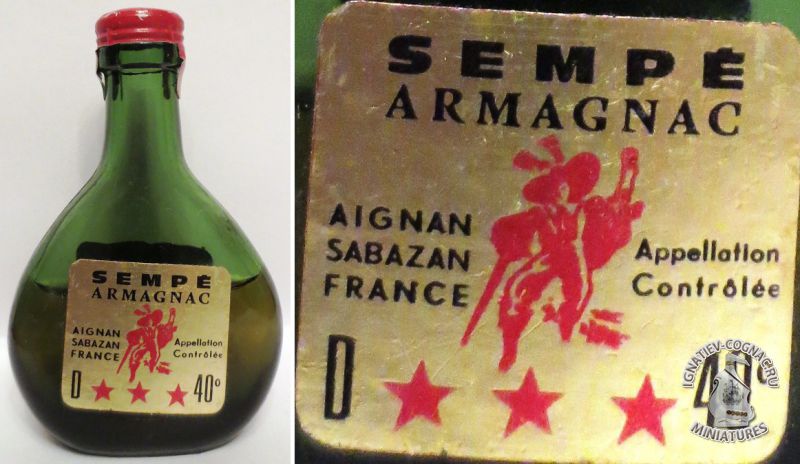 SEMPÉ
ARMAGNAC
AIGNAN
SABAZAN
FRANCE
Appellation
Contrôlée
D
40°
SEMPÉ
ARMAGNAC
AIGNAN
SABAZAN
FRANCE
Appellation
Contrôlée
D
40°
IGNATIEV-COGNAC.RU
MINIATURES